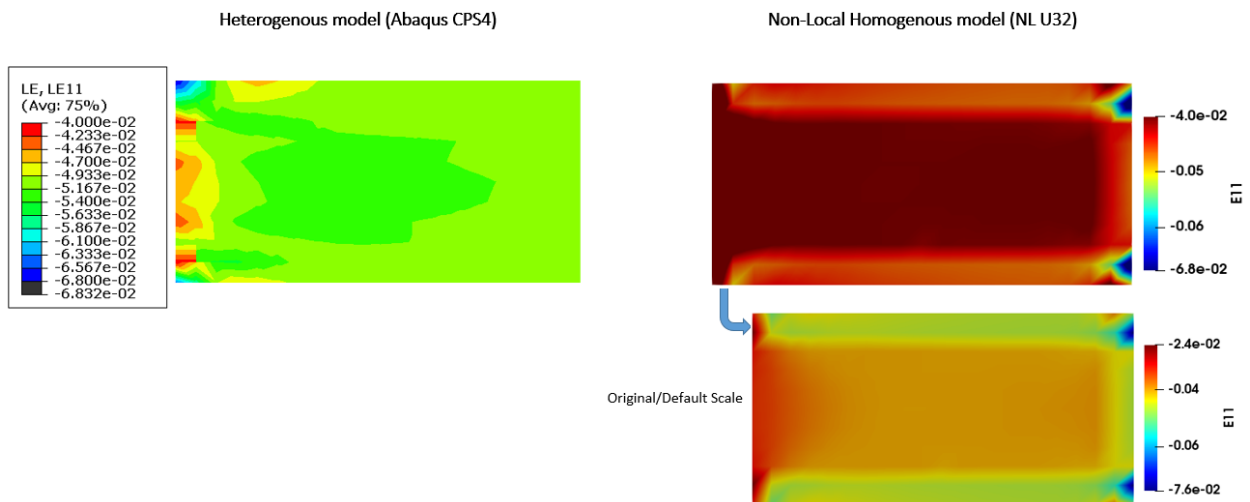 Heterogenous model (Abaqus CPS4)
Non-Local Homogenous model (NL U32)
LE, LE11
(Avg: 75%)
-4.000e-02
-4.233e-02
-4.467e-02
-4.700e-02
-4.933e-02
-5.167e-02
-5.400e-02
-5.633e-02
-5.867e-02
-6.100e-02
-6.333e-02
-6.567e-02
-6.800e-02
-6.832e-02
-4.0e-02
-0.05
-0.06
-6.8e-02
E11
Original/Default Scale
-2.4e-02
-0.04
-0.06
-7.6e-02
E11